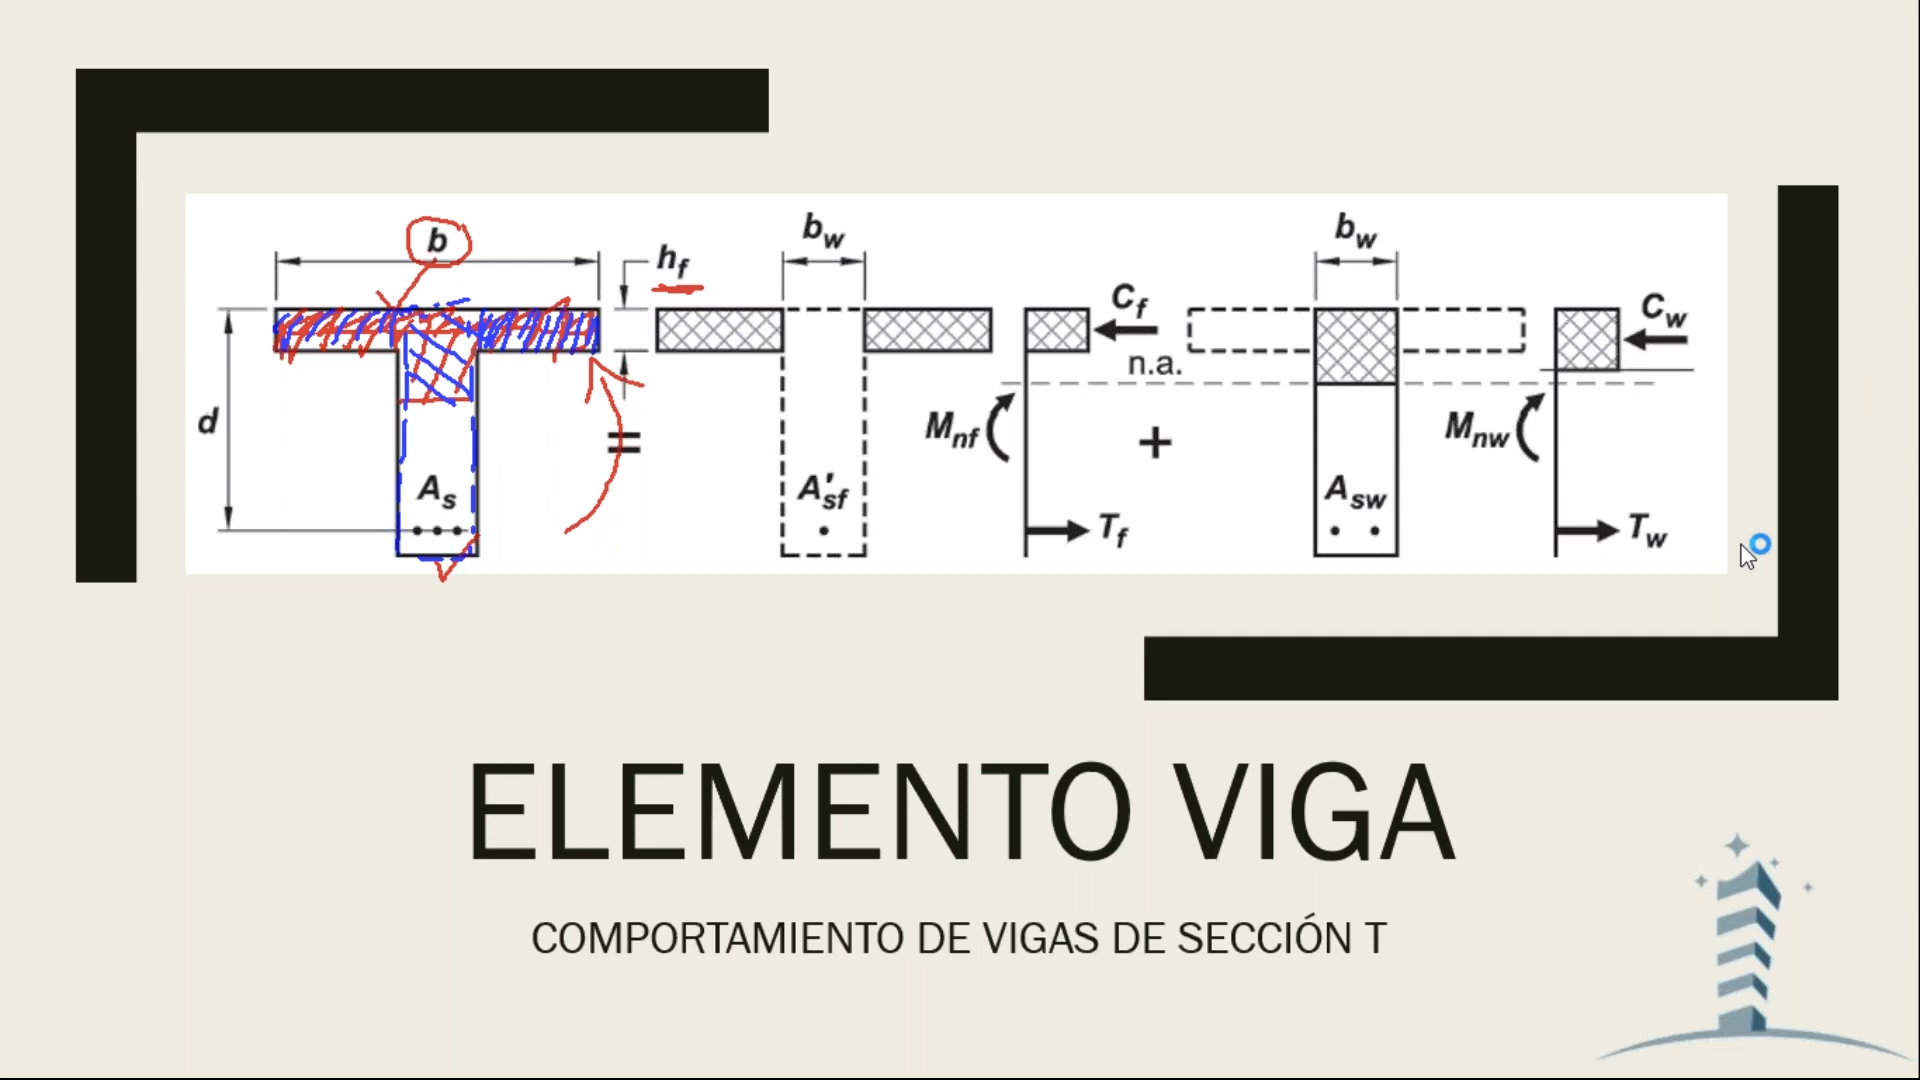 b
h_f
b_w
b_w
C_f
C_w
n.a.
d
=
M_nf
+
M_nw
A_s
A'_sf
T_f
A_sw
T_w
ELEMENTO VIGA
COMPORTAMIENTO DE VIGAS DE SECCIÓN T